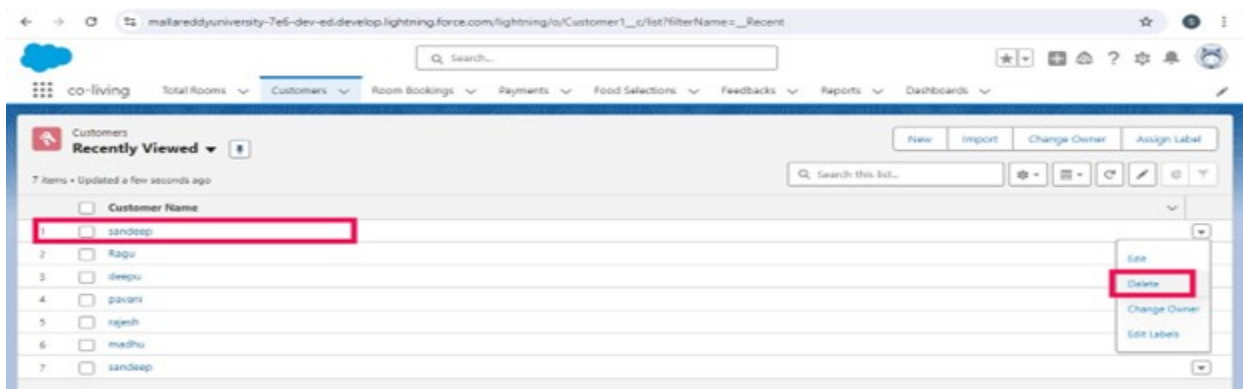 mallareddyuniversity-7e6-dev-ed.develop.lightning.force.com/lightning/o/Customer1__c/list?filterName=__Recent
Search...
co-living Total Rooms Customers Room Bookings Payments Food Selections Feedbacks Reports Dashboards
Customers
Recently Viewed
New Import Change Owner Assign Label
7 items • Updated a few seconds ago
Search this list...
Customer Name
1 sandeep
2 Ragu
Edit
3 deepu
Delete
4 pavani
Change Owner
5 rajesh
Edit Labels
6 madhu
7 sandeep